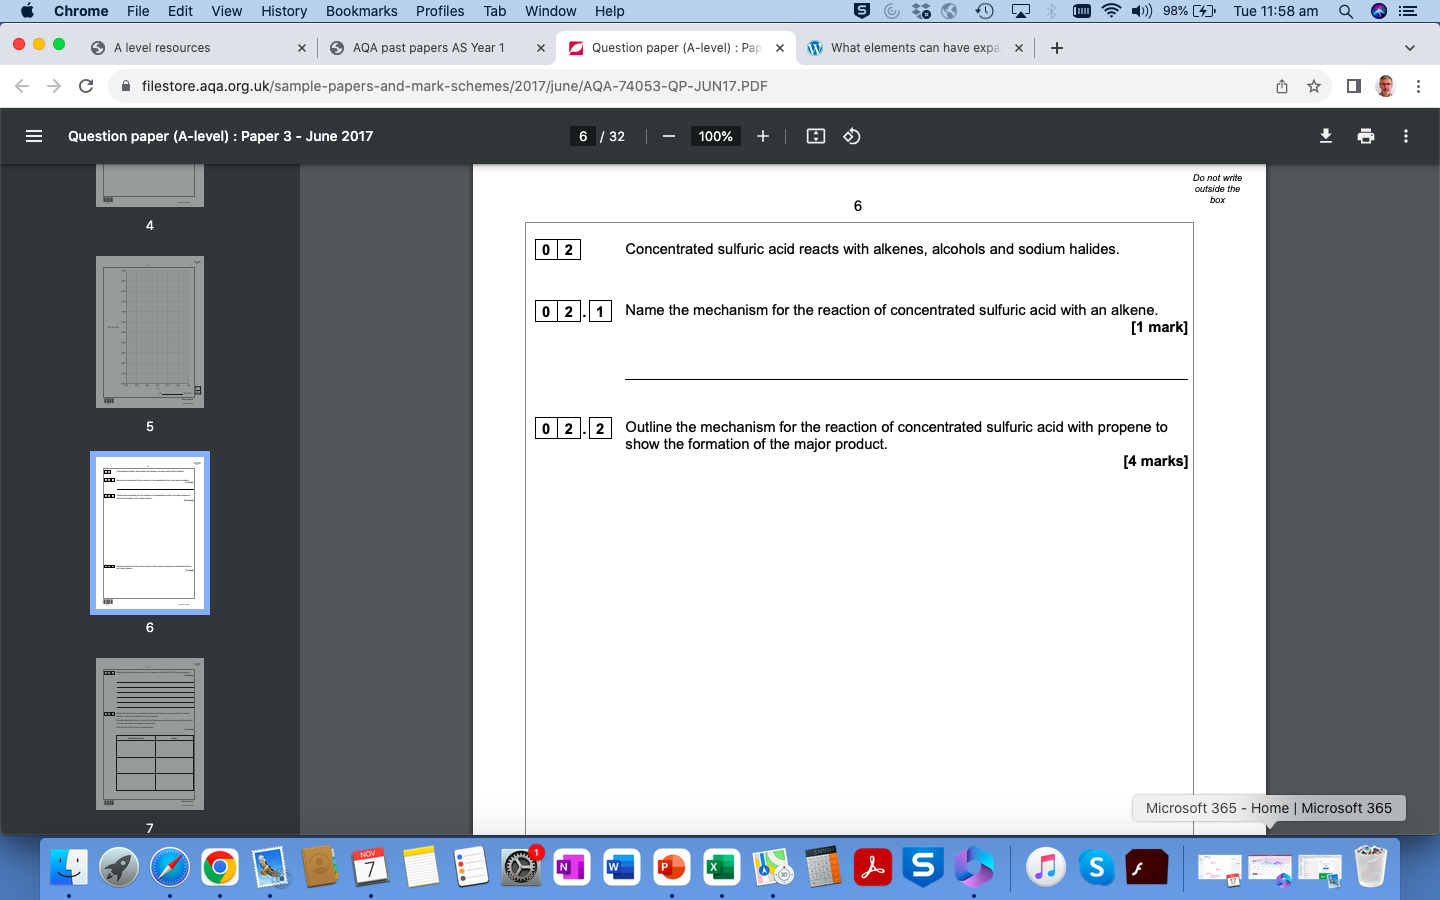 Chrome File Edit View History Bookmarks Profiles Tab Window Help 98% Tue 11:58 am
A level resources
AQA past papers AS Year 1
Question paper (A-level) : Pap
What elements can have expa
filestore.aqa.org.uk/sample-papers-and-mark-schemes/2017/june/AQA-74053-QP-JUN17.PDF
Question paper (A-level) : Paper 3 - June 2017
6 / 32
100%
4
5
6
7
Do not write
outside the
box
6
0 2 Concentrated sulfuric acid reacts with alkenes, alcohols and sodium halides.
0 2 . 1 Name the mechanism for the reaction of concentrated sulfuric acid with an alkene.
[1 mark]
0 2 . 2 Outline the mechanism for the reaction of concentrated sulfuric acid with propene to
show the formation of the major product.
[4 marks]
Microsoft 365 - Home | Microsoft 365
NOV
7
1
N
W
P
X
3D
S
S
f
17